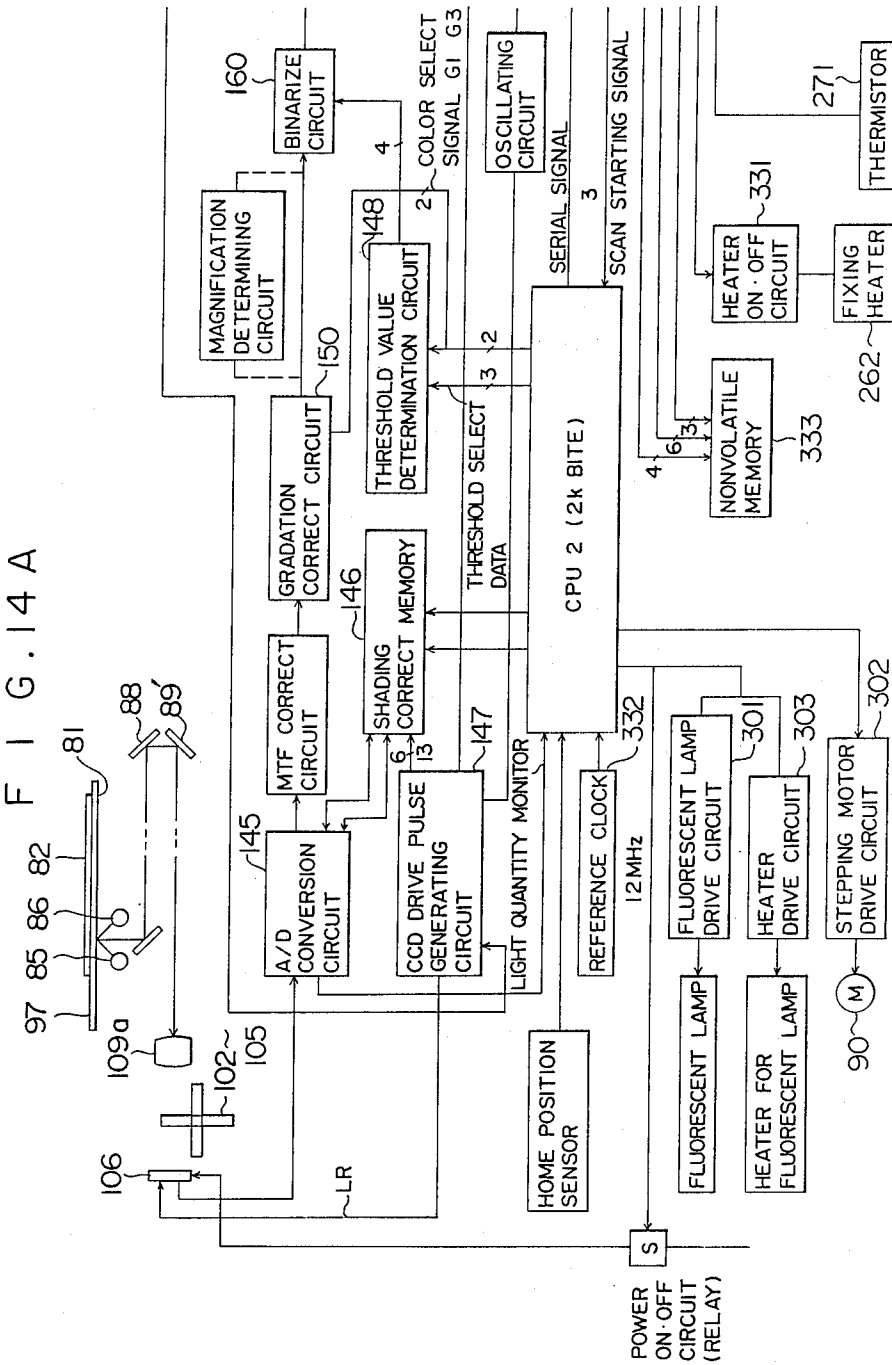 F I G . 14 A
97
82
81
85
86
88
89'
109a
102~
105
106
LR
145
A/D
CONVERSION
CIRCUIT
MTF CORRECT
CIRCUIT
GRADATION
CORRECT CIRCUIT
150
MAGNIFICATION
DETERMINING
CIRCUIT
BINARIZE
CIRCUIT
160
146
SHADING
CORRECT MEMORY
THRESHOLD VALUE
DETERMINATION CIRCUIT
148
4
2
COLOR SELECT
SIGNAL G1 G3
6
13
CCD DRIVE PULSE
GENERATING
CIRCUIT
147
THRESHOLD SELECT
DATA
3
2
OSCILLATING
CIRCUIT
LIGHT QUANTITY MONITOR
CPU 2 (2k BITE)
SERIAL SIGNAL
3
SCAN STARTING SIGNAL
HOME POSITION
SENSOR
REFERENCE CLOCK
332
12MHz
S
POWER
ON·OFF
CIRCUIT
(RELAY)
FLUORESCENT LAMP
FLUORESCENT LAMP
DRIVE CIRCUIT
301
HEATER FOR
FLUORESCENT LAMP
HEATER
DRIVE CIRCUIT
303
90
M
STEPPING MOTOR
DRIVE CIRCUIT
302
4
6
3
NONVOLATILE
MEMORY
333
HEATER
ON·OFF
CIRCUIT
331
FIXING
HEATER
262
THERMISTOR
271